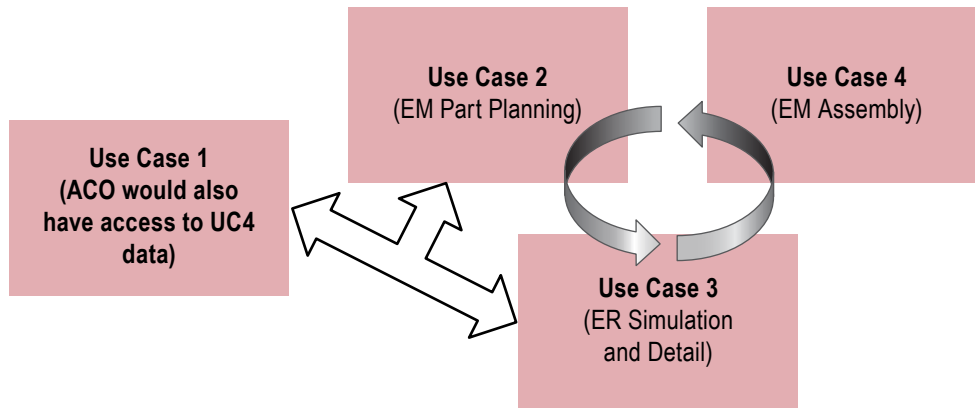 Use Case 1
(ACO would also
have access to UC4
data)
Use Case 2
(EM Part Planning)
Use Case 4
(EM Assembly)
Use Case 3
(ER Simulation
and Detail)